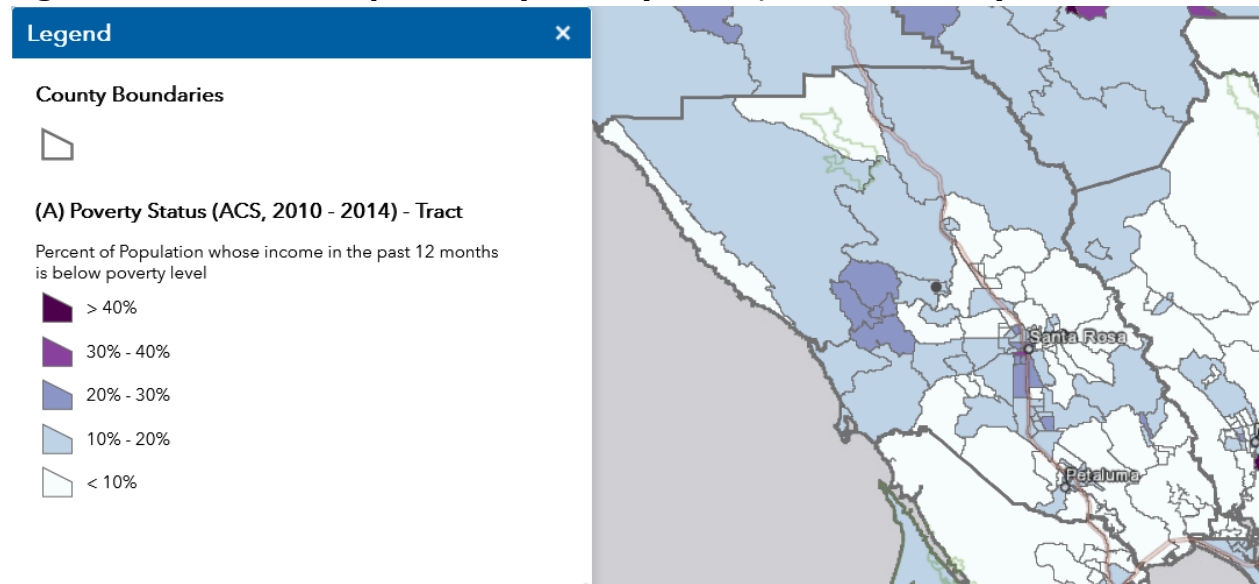 Legend ×
County Boundaries
(A) Poverty Status (ACS, 2010 - 2014) - Tract
Percent of Population whose income in the past 12 months
is below poverty level
> 40%
30% - 40%
20% - 30%
10% - 20%
< 10%
Santa Rosa
Petaluma